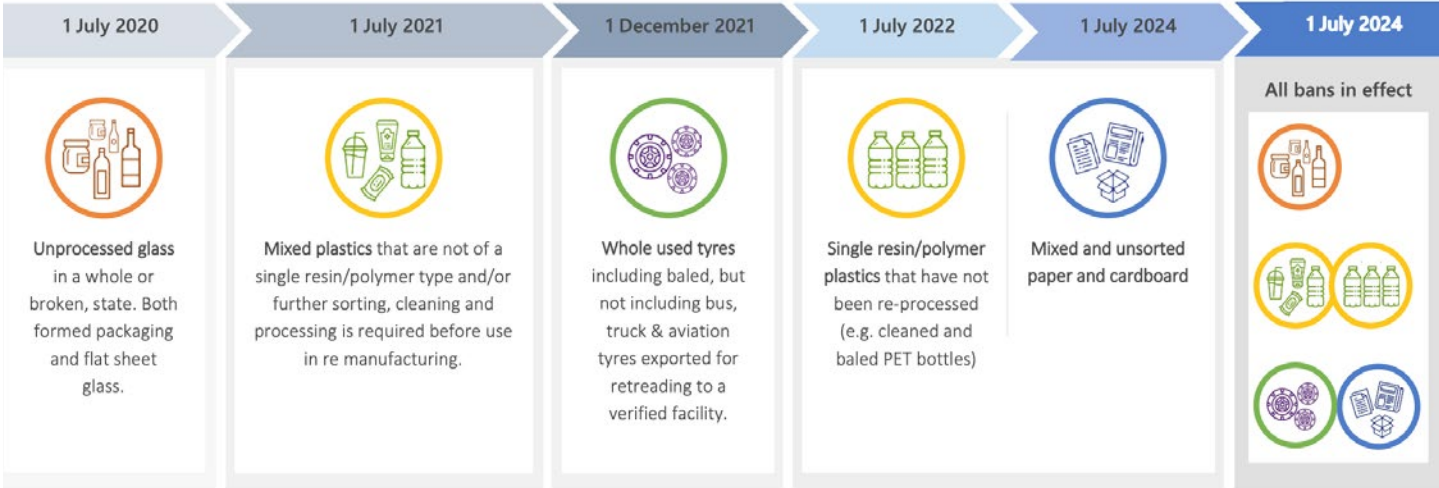 1 July 2020
1 July 2021
1 December 2021
1 July 2022
1 July 2024
1 July 2024
Unprocessed glass
in a whole or
broken, state. Both
formed packaging
and flat sheet
glass.
Mixed plastics that are not of a
single resin/polymer type and/or
further sorting, cleaning and
processing is required before use
in re manufacturing.
Whole used tyres
including baled, but
not including bus,
truck & aviation
tyres exported for
retreading to a
verified facility.
Single resin/polymer
plastics that have not
been re-processed
(e.g. cleaned and
baled PET bottles)
Mixed and unsorted
paper and cardboard
All bans in effect